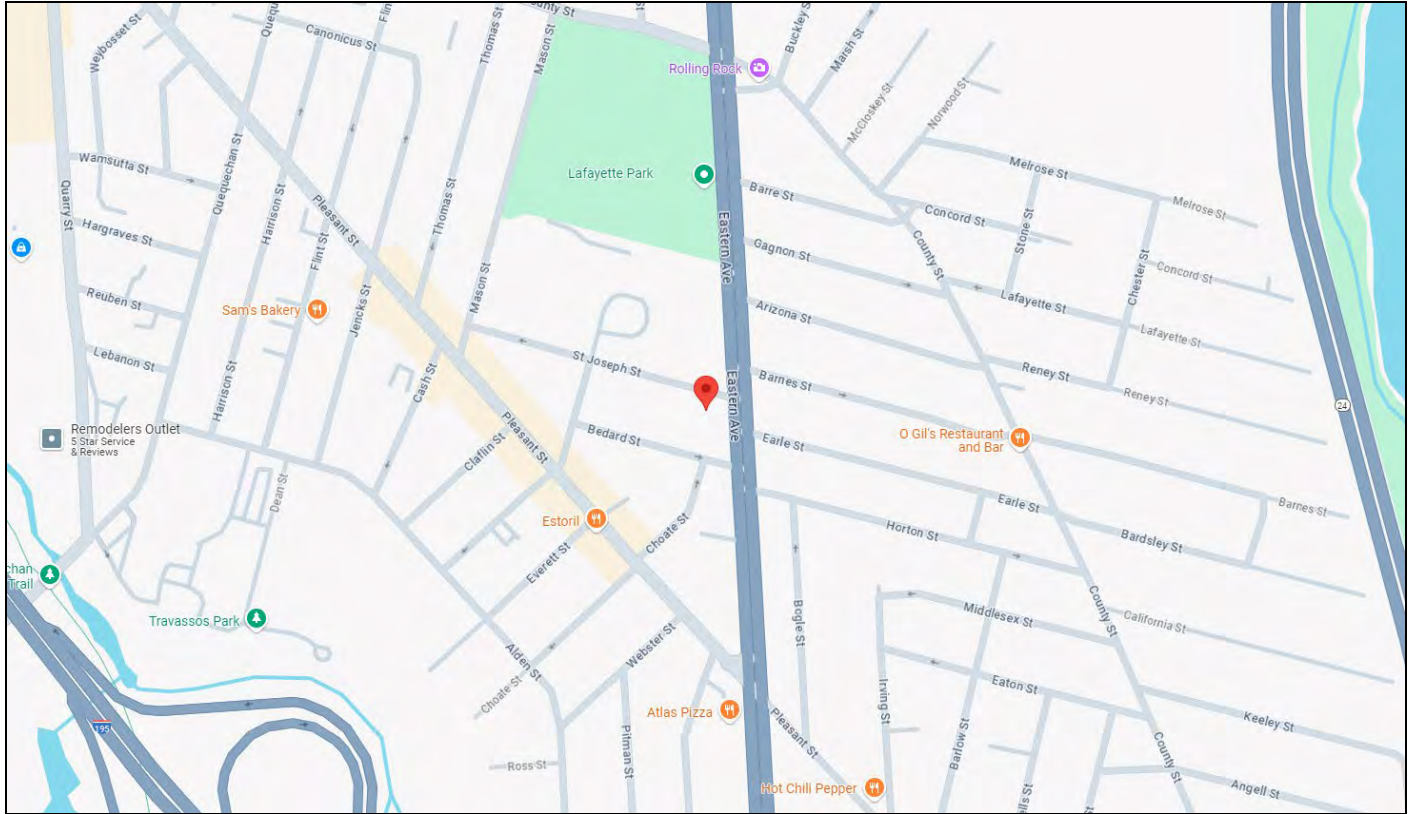 unty St
Weybosset St
Canonicus St
Thomas St
Mason St
Rolling Rock
Marsh St
McCloskey St
Norwood St
Wamsutta St
Quequechan St
Harrison St
Pleasant St
Thomas St
Lafayette Park
Barre St
Melrose St
Melrose St
Concord St
Stone St
Quarry St
Hargraves St
Flint St
Eastern Ave
Gagnon St
County St
Chester St
Concord St
Reuben St
Sam's Bakery
Jencks St
Mason St
Arizona St
Lafayette St
Lafayette St
Lebanon St
Harrison St
Cash St
St Joseph St
Eastern Ave
Barnes St
Reney St
Reney St
24
Remodelers Outlet
5 Star Service
& Reviews
Claflin St
Pleasant St
Bedard St
Earle St
O Gil's Restaurant
and Bar
Dean St
Estoril
Choate St
Horton St
Earle St
Bardsley St
Barnes St
chan
Trail
Everett St
Travassos Park
Alden St
Webster St
Bogle St
Middlesex St
County St
California St
Choate St
Atlas Pizza
Pleasant St
Irving St
Eaton St
Barlow St
Keeley St
195
Ross St
Pitman St
Hot Chili Pepper
County St
Angell St